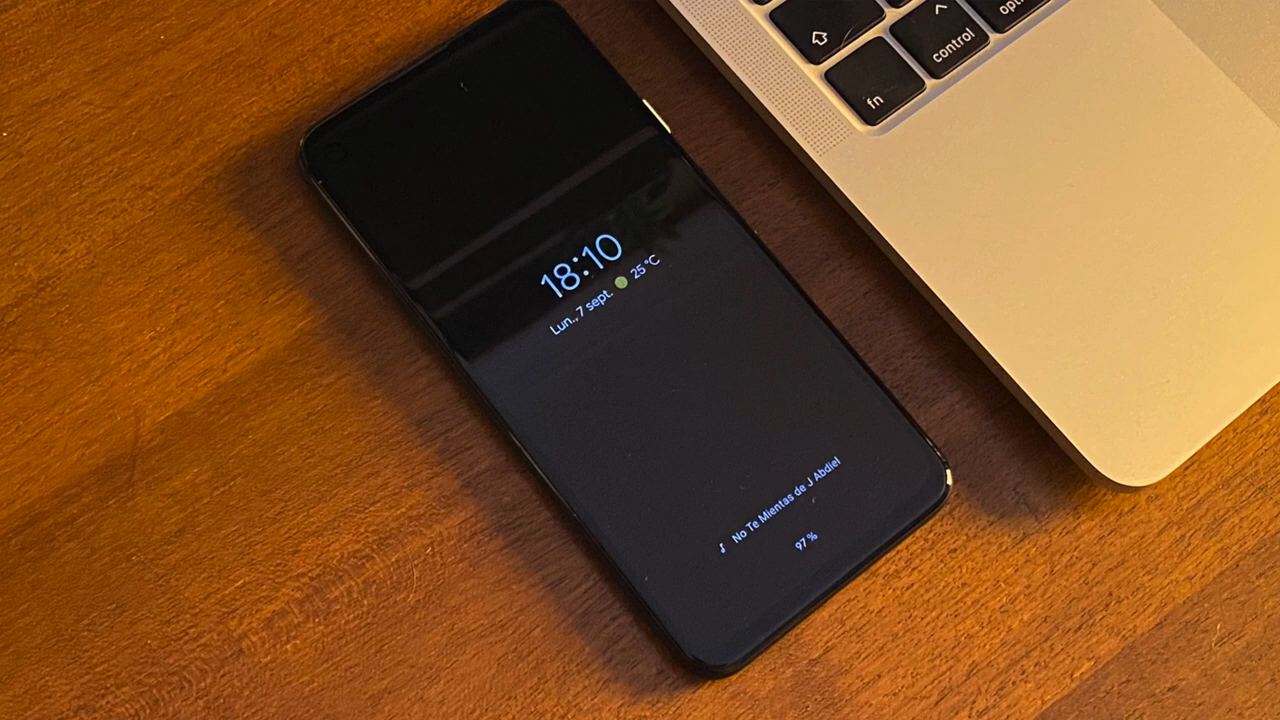 control
fn
18:10
Lun., 7 sept. 25 °C
No Te Mientas de J Abdiel
97 %